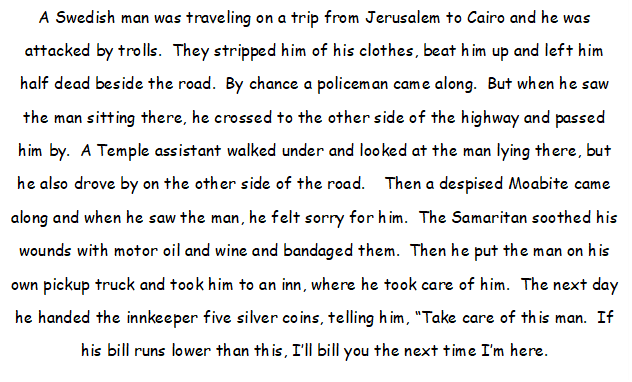 A Swedish man was traveling on a trip from Jerusalem to Cairo and he was
attacked by trolls. They stripped him of his clothes, beat him up and left him
half dead beside the road. By chance a policeman came along. But when he saw
the man sitting there, he crossed to the other side of the highway and passed
him by. A Temple assistant walked under and looked at the man lying there, but
he also drove by on the other side of the road. Then a despised Moabite came
along and when he saw the man, he felt sorry for him. The Samaritan soothed his
wounds with motor oil and wine and bandaged them. Then he put the man on his
own pickup truck and took him to an inn, where he took care of him. The next day
he handed the innkeeper five silver coins, telling him, “Take care of this man. If
his bill runs lower than this, I’ll bill you the next time I’m here.